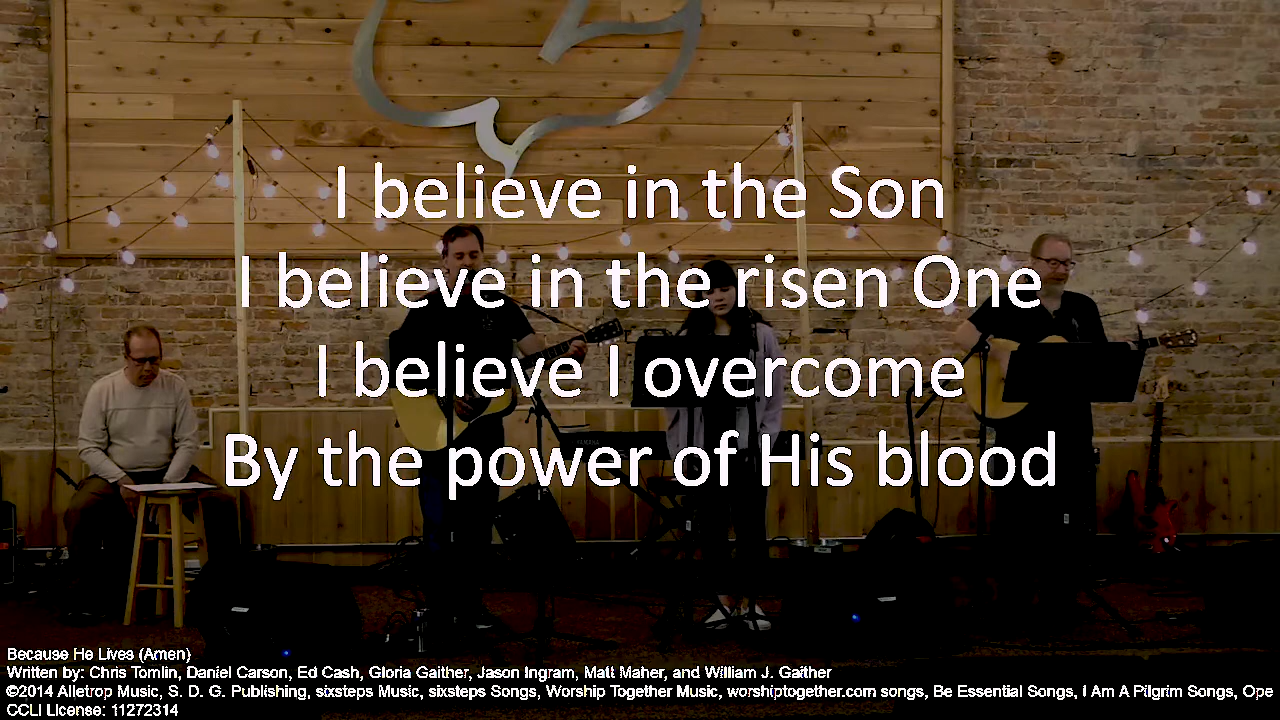 I believe in the Son
I believe in the risen One
I believe I overcome
By the power of His blood
Because He Lives (Amen)
Written by: Chris Tomlin, Daniel Carson, Ed Cash, Gloria Gaither, Jason Ingram, Matt Maher, and William J. Gaither
©2014 Alletrop Music, S. D. G. Publishing, sixsteps Music, sixsteps Songs, Worship Together Music, worshiptogether.com songs, Be Essential Songs, I Am A Pilgrim Songs, Ope
CCLI License: 11272314